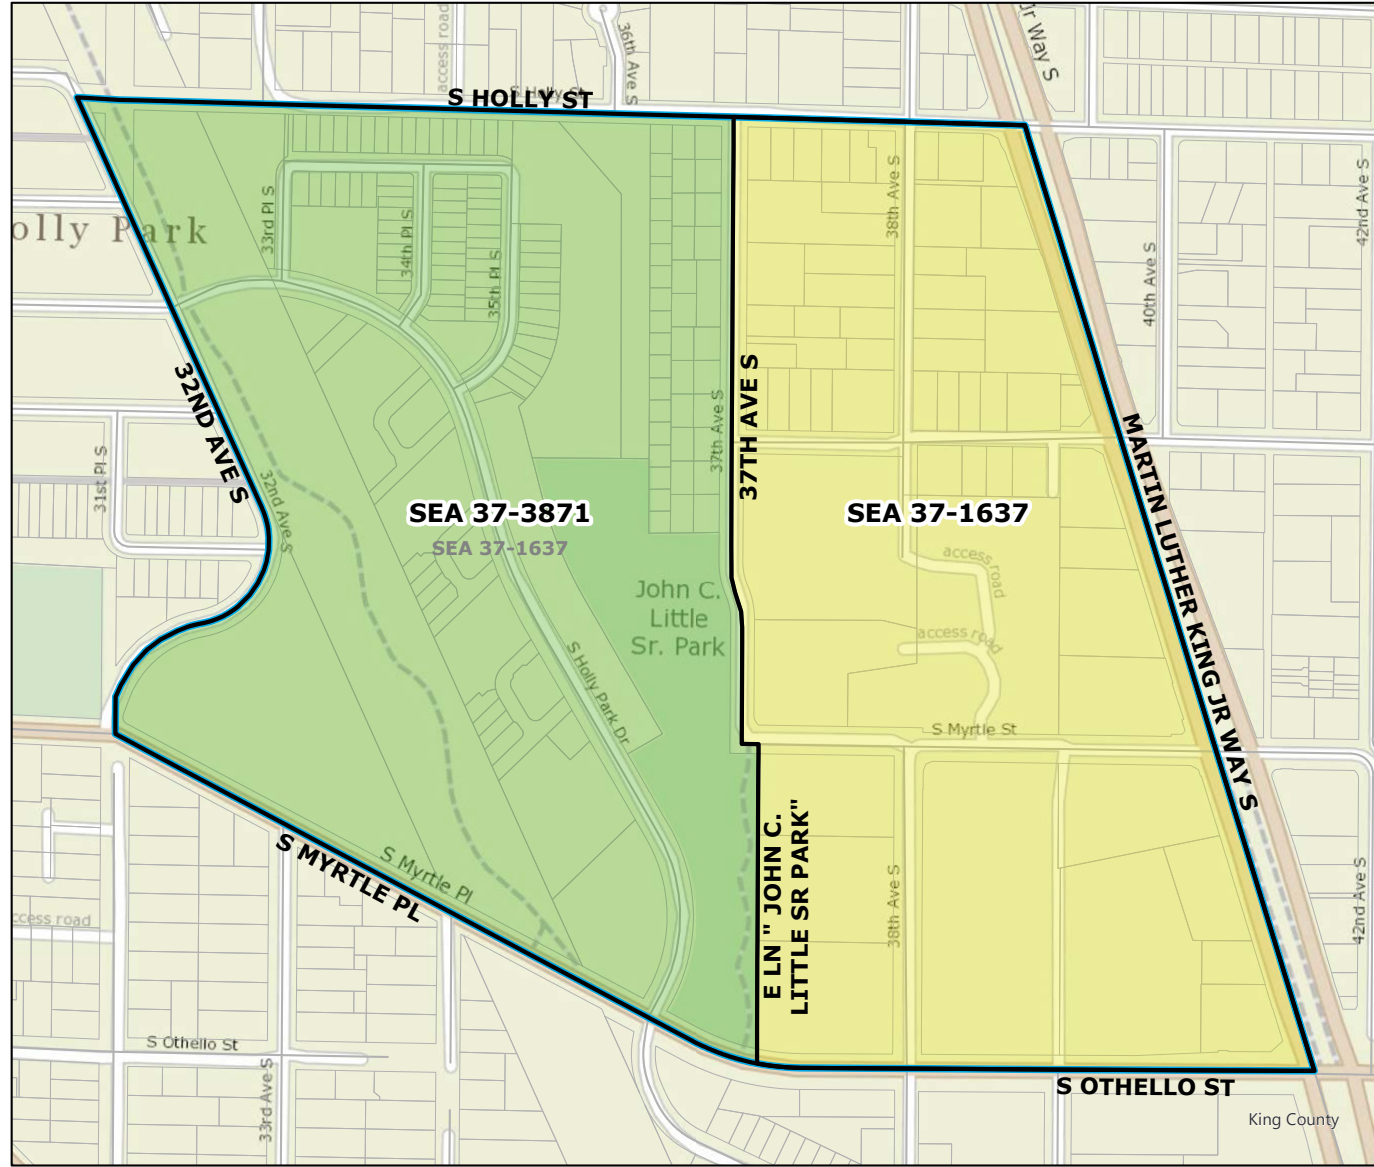 Jr Way S
access road
36th Ave S
S Holly St
S HOLLY ST
42nd Ave S
38th Ave S
33rd Pl S
34th Pl S
35th Pl S
olly Park
40th Ave S
32ND AVE S
37th Ave S
37TH AVE S
MARTIN LUTHER KING JR WAY S
31st Pl S
32nd Ave S
SEA 37-3871
SEA 37-1637
SEA 37-1637
access road
John C.
Little
Sr. Park
access road
S Holly Park Dr
S Myrtle St
S MYRTLE PL
S Myrtle Pl
E LN " JOHN C.
LITTLE SR PARK"
38th Ave S
42nd Ave S
ccess road
S Othello St
33rd Ave S
S OTHELLO ST
King County